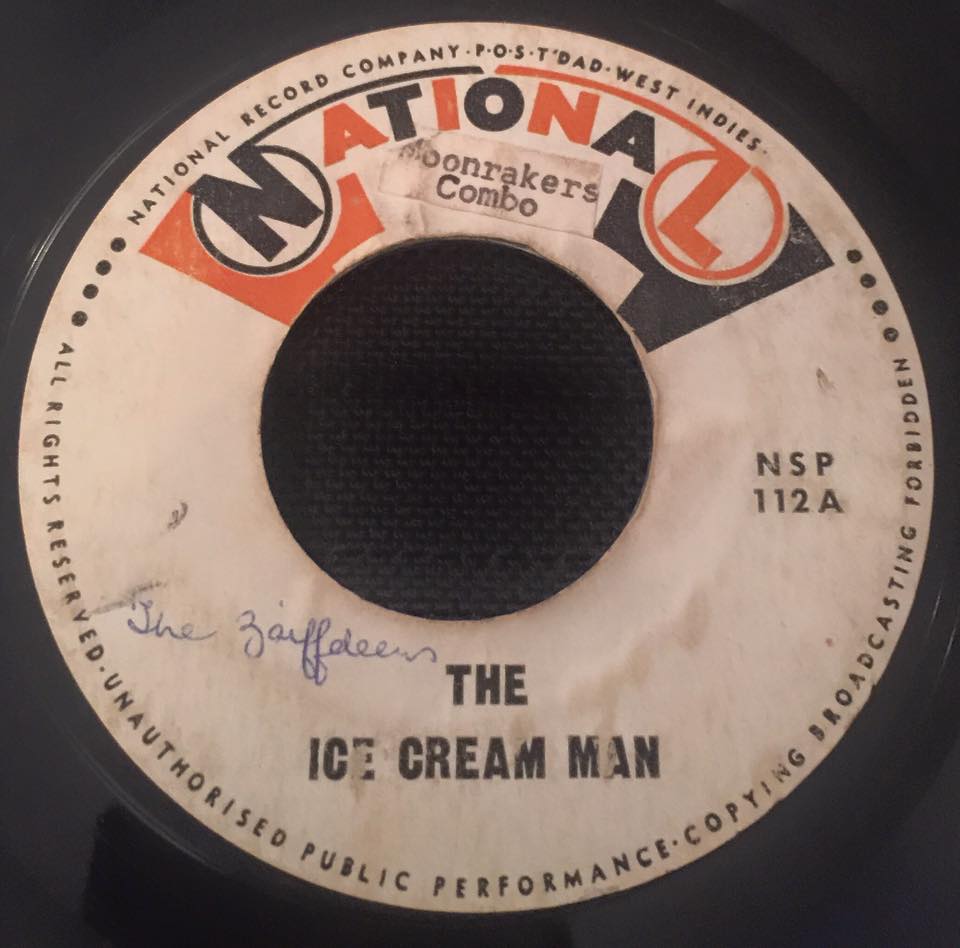 NATIONAL RECORD COMPANY·P·O·S·T'DAD·WEST INDIES·
NATIONAL
Moonrakers
Combo
NSP
112A
The Zaiffdeens
THE
ICE CREAM MAN
ALL RIGHTS RESERVED·UNAUTHORISED PUBLIC PERFORMANCE·COPYING BROADCASTING FORBIDDEN